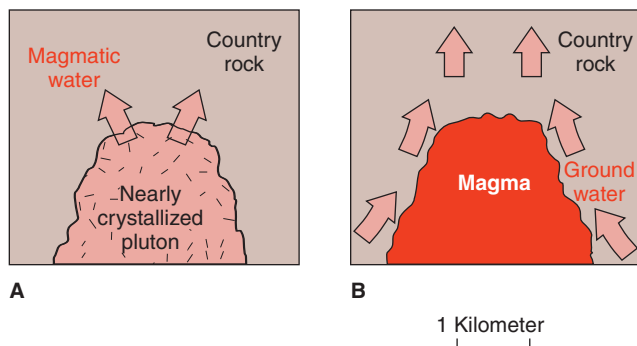 Magmatic
water
Country
rock
Nearly
crystallized
pluton
A
Country
rock
Magma
Ground
water
B
1 Kilometer